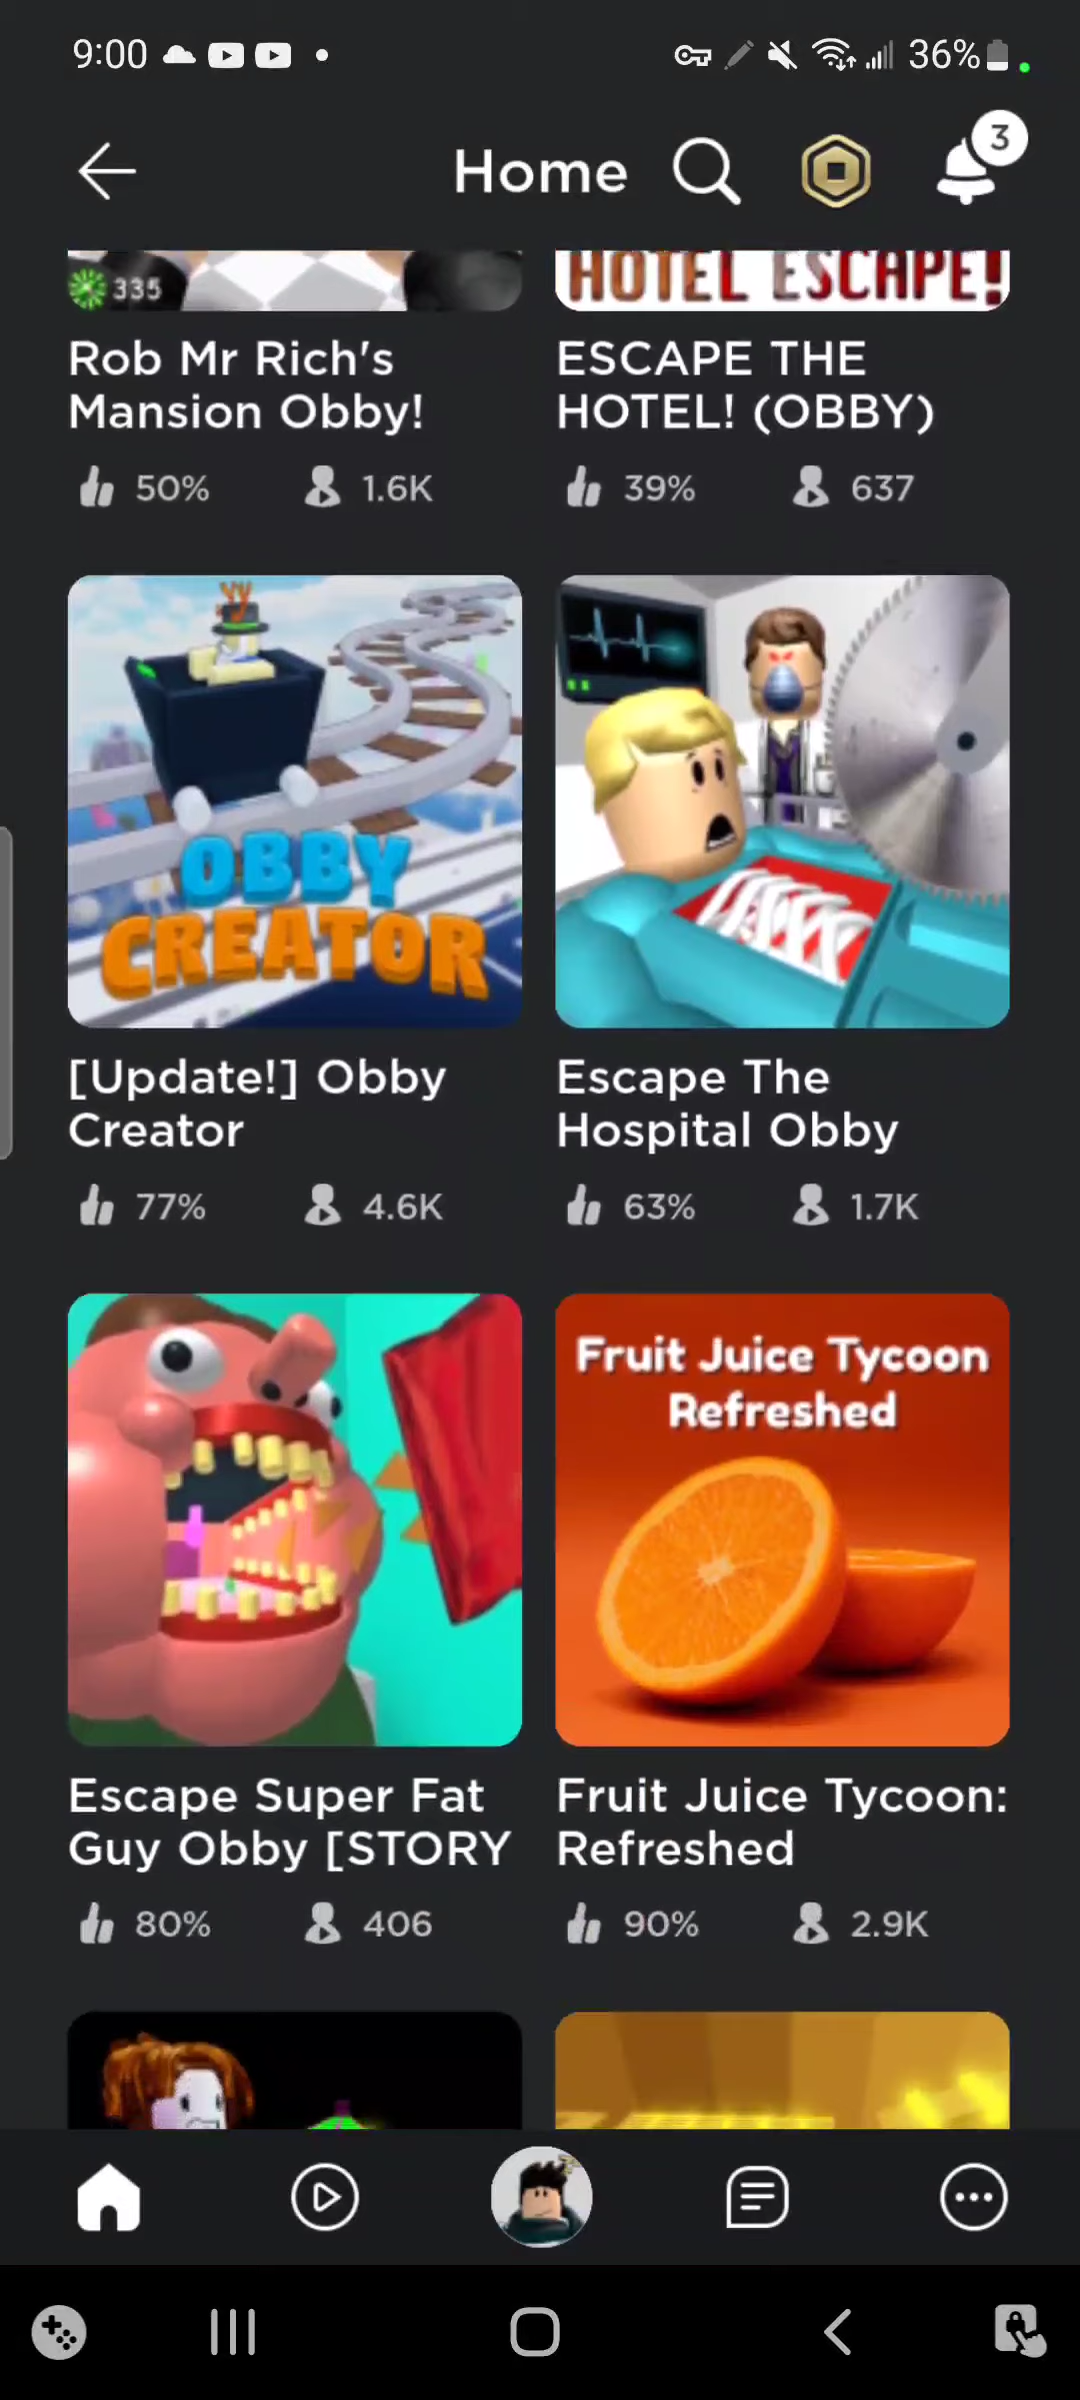 9:00
36%
Home
3
335
HOTEL ESCAPE!
Rob Mr Rich's
Mansion Obby!
ESCAPE THE
HOTEL! (OBBY)
50%
1.6K
39%
637
OBBY
CREATOR
[Update!] Obby
Creator
Escape The
Hospital Obby
77%
4.6K
63%
1.7K
Fruit Juice Tycoon
Refreshed
Escape Super Fat
Guy Obby [STORY
Fruit Juice Tycoon:
Refreshed
80%
406
90%
2.9K